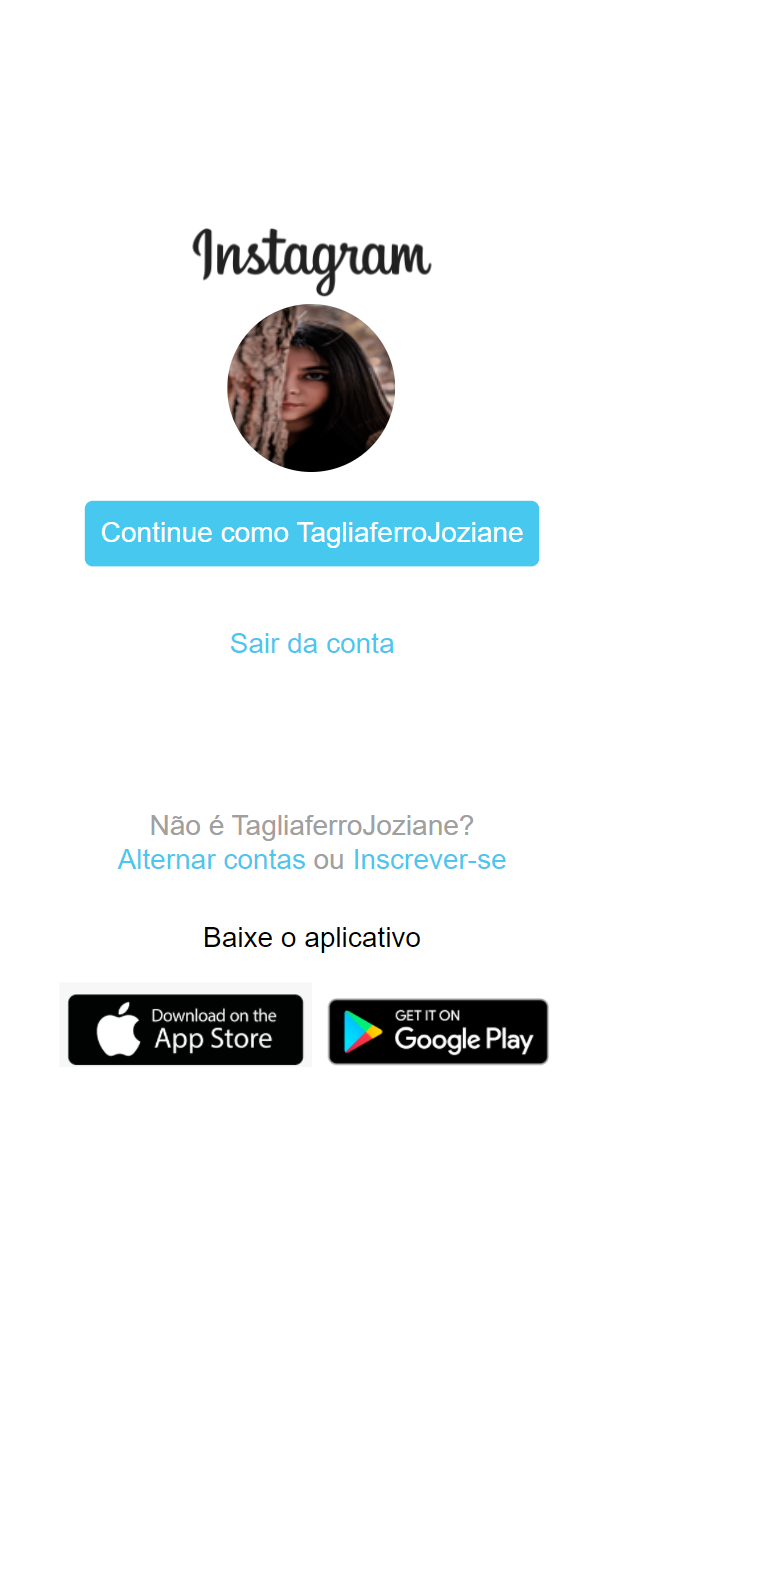 Instagram
Continue como TagliaferroJoziane
Sair da conta
Não é TagliaferroJoziane?
Alternar contas ou Inscrever-se
Baixe o aplicativo
Download on the
App Store
GET IT ON
Google Play